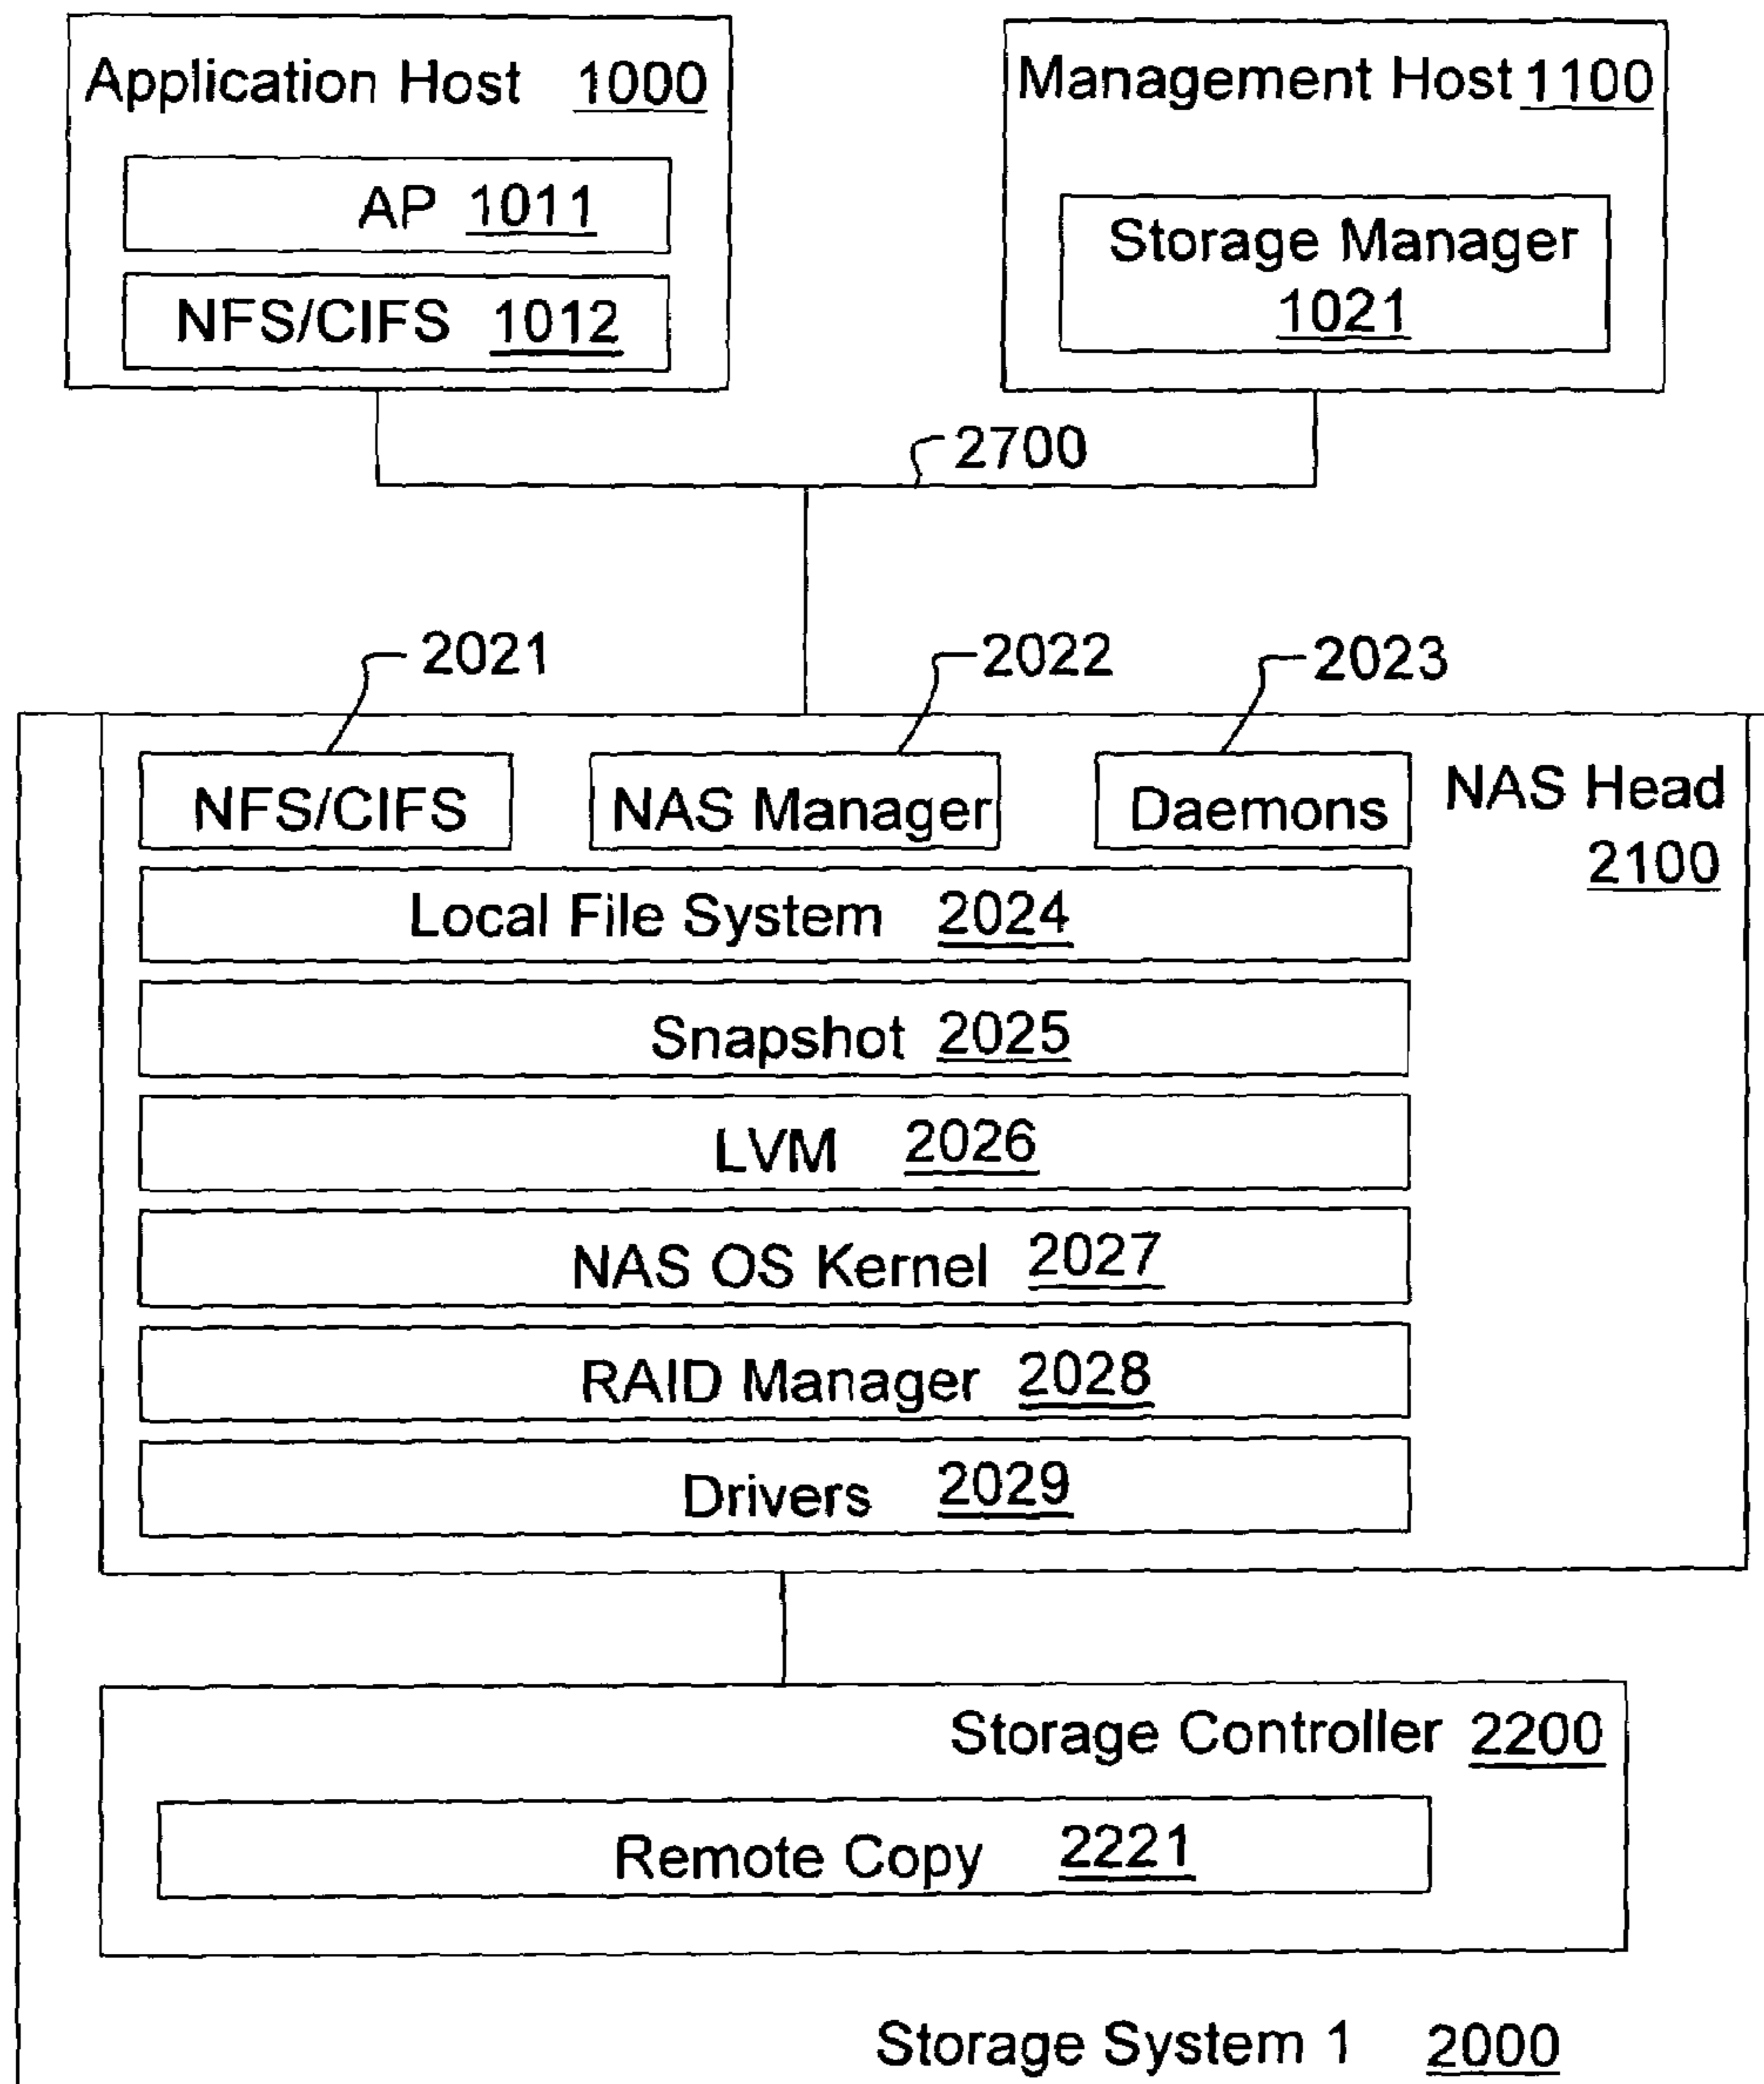 Application Host 1000
AP 1011
NFS/CIFS 1012
Management Host 1100
Storage Manager
1021
2700
2021
2022
2023
NFS/CIFS
NAS Manager
Daemons
NAS Head
2100
Local File System 2024
Snapshot 2025
LVM 2026
NAS OS Kernel 2027
RAID Manager 2028
Drivers 2029
Storage Controller 2200
Remote Copy 2221
Storage System 1 2000